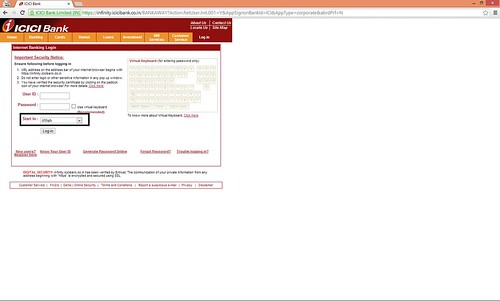 ICICI Bank
ICICI Bank Limited [IN] https://infinity.icicibank.co.in/BANKAWAY?Action.RetUser.Init.001=Y&AppSignonBankId=ICI&AppType=corporate&abrdPrf=N
ICICI Bank
About Us | Contact Us
Locate Us | Site Map
Home Banking Cards Demat Loans Investment NRI Services Customer Service Log in
Internet Banking Login
Important Security Notice:
Ensure following before logging in
1. URL address on the address bar of your internet browser begins with
https://infinity.icicibank.co.in
2. Do not enter login or other sensitive information in any pop up window.
3. You have verified the security certificate by clicking on the padlock
icon of your internet browser For more details Click here
User ID :
Password :
Use virtual keyboard
Start In :
Log in
Virtual Keyboard (for entering password only)
To know more about Virtual Keyboard, Click here
New users?
Register here
Know Your User ID
Generate Password Online
Forgot Password?
Trouble logging in?
DIGITAL SECURITY infinity.icicibank.co.in has been verified by Entrust. The communication of your private information from any
address beginning with "https" is encrypted and secured using SSL.
Customer Service | FAQ's | Demo | Online Security | Terms and Conditions | Report a suspicious e-mail | Privacy | Disclaimer